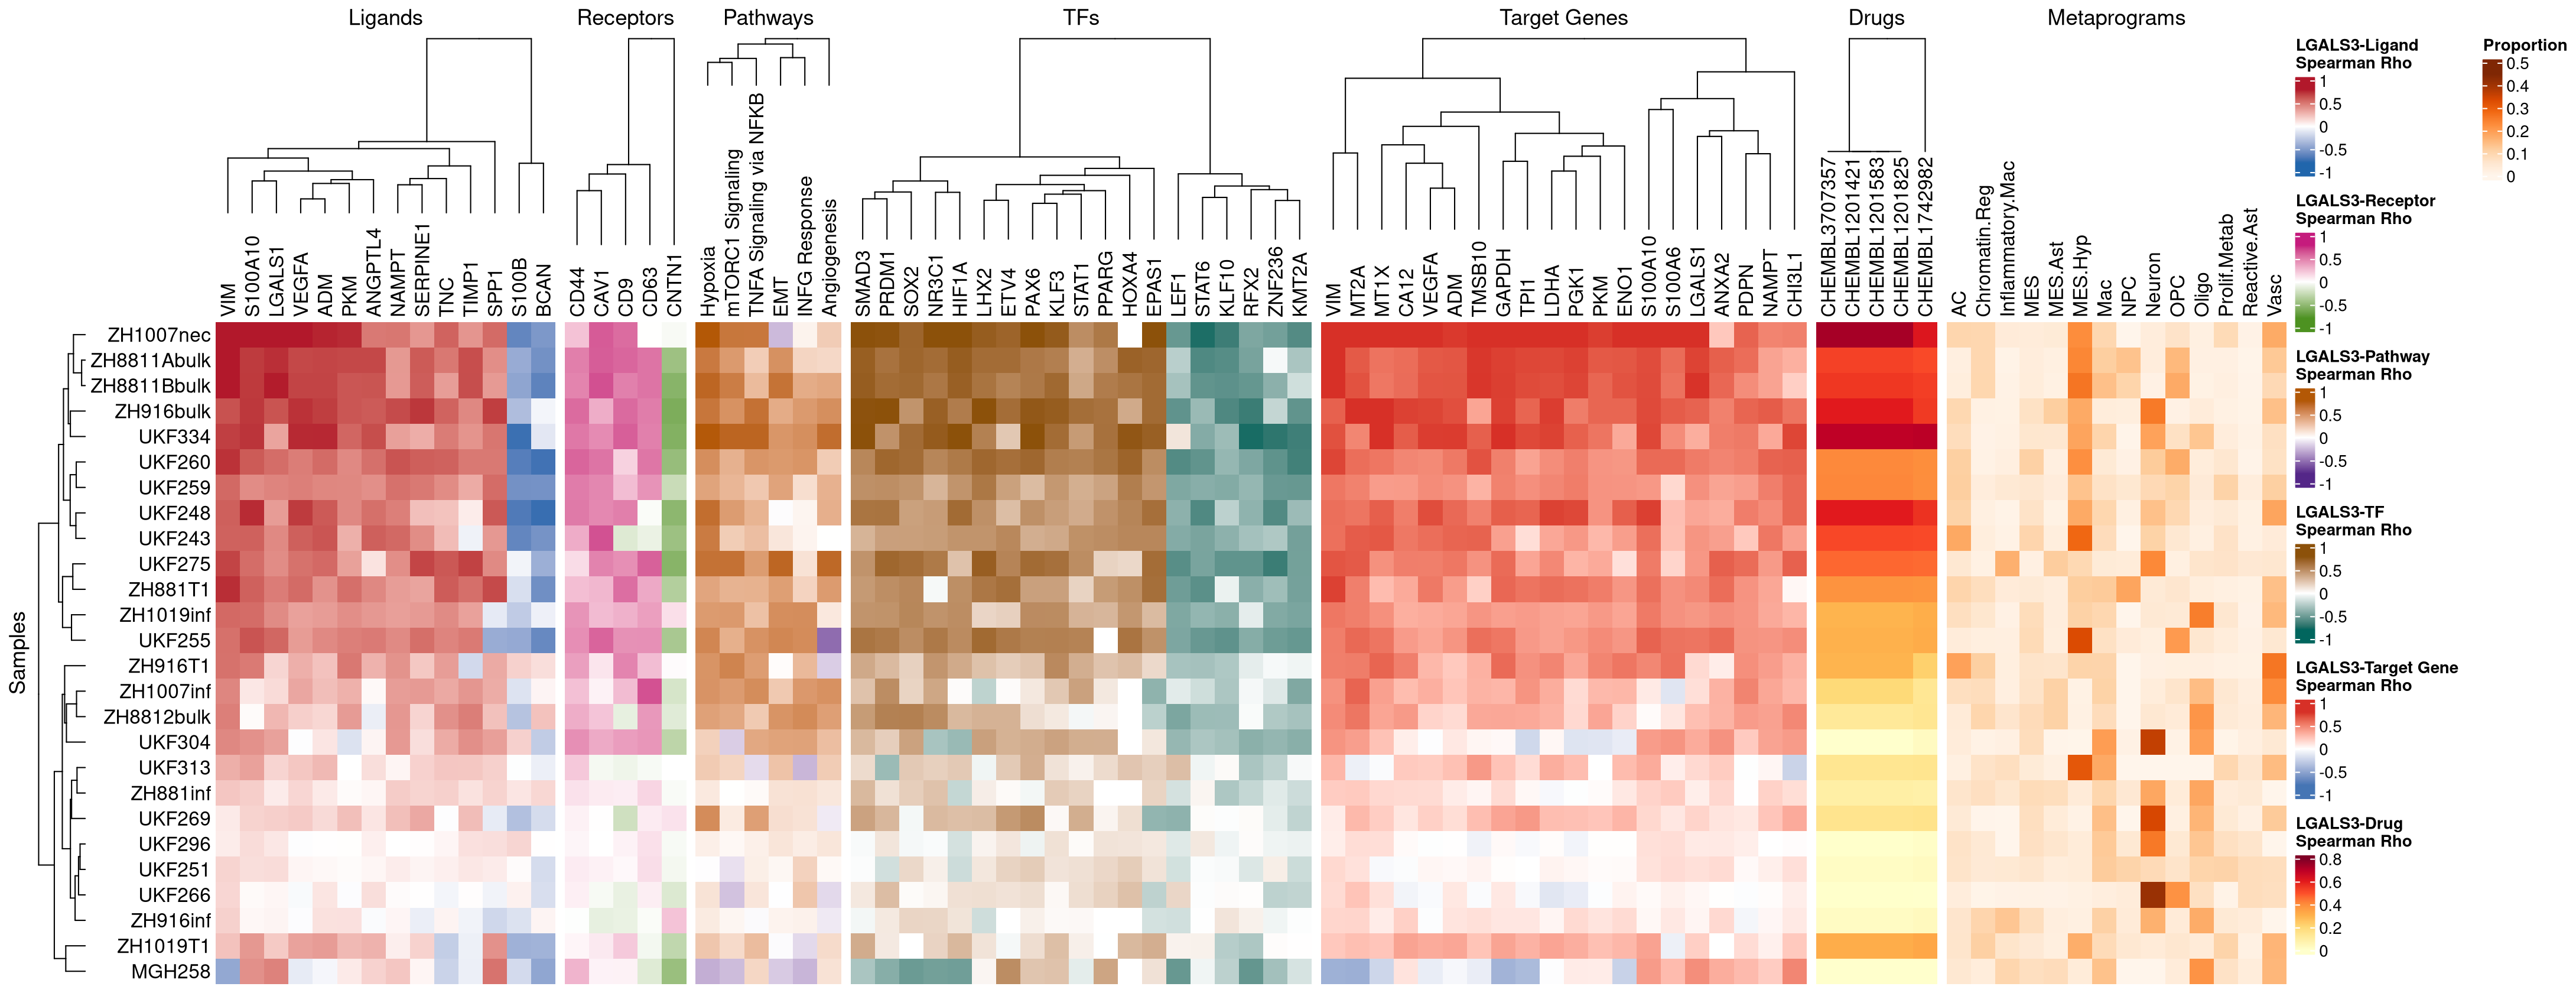 Ligands
Receptors
Pathways
TFs
Target Genes
Drugs
Metaprograms
VIM
S100A10
LGALS1
VEGFA
ADM
PKM
ANGPTL4
NAMPT
SERPINE1
TNC
TIMP1
SPP1
S100B
BCAN
CD44
CAV1
CD9
CD63
CNTN1
Hypoxia
mTORC1 Signaling
TNFA Signaling via NFKB
EMT
INFG Response
Angiogenesis
SMAD3
PRDM1
SOX2
NR3C1
HIF1A
LHX2
ETV4
PAX6
KLF3
STAT1
PPARG
HOXA4
EPAS1
LEF1
STAT6
KLF10
RFX2
ZNF236
KMT2A
VIM
MT2A
MT1X
CA12
VEGFA
ADM
TMSB10
GAPDH
TPI1
LDHA
PGK1
PKM
ENO1
S100A10
S100A6
LGALS1
ANXA2
PDPN
NAMPT
CHI3L1
CHEMBL3707357
CHEMBL1201421
CHEMBL1201583
CHEMBL1201825
CHEMBL1742982
AC
Chromatin.Reg
Inflammatory.Mac
MES
MES.Ast
MES.Hyp
Mac
NPC
Neuron
OPC
Oligo
Prolif.Metab
Reactive.Ast
Vasc
Samples
ZH1007nec
ZH8811Abulk
ZH8811Bbulk
ZH916bulk
UKF334
UKF260
UKF259
UKF248
UKF243
UKF275
ZH881T1
ZH1019inf
UKF255
ZH916T1
ZH1007inf
ZH8812bulk
UKF304
UKF313
ZH881inf
UKF269
UKF296
UKF251
UKF266
ZH916inf
ZH1019T1
MGH258
LGALS3-Ligand
Spearman Rho
1
0.5
0
-0.5
-1
LGALS3-Receptor
Spearman Rho
1
0.5
0
-0.5
-1
LGALS3-Pathway
Spearman Rho
1
0.5
0
-0.5
-1
LGALS3-TF
Spearman Rho
1
0.5
0
-0.5
-1
LGALS3-Target Gene
Spearman Rho
1
0.5
0
-0.5
-1
LGALS3-Drug
Spearman Rho
0.8
0.6
0.4
0.2
0
Proportion
0.5
0.4
0.3
0.2
0.1
0